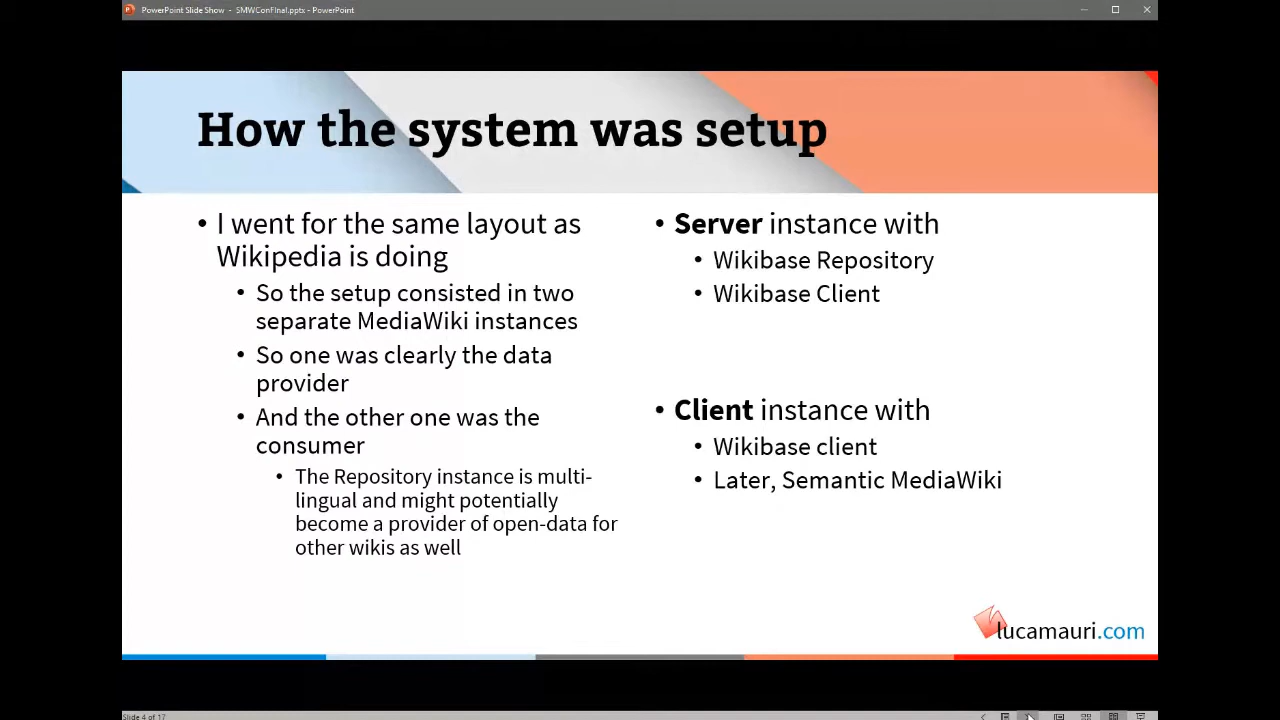 PowerPoint Slide Show - SMWConFinal.pptx - PowerPoint
How the system was setup
• I went for the same layout as
Wikipedia is doing
• So the setup consisted in two
separate MediaWiki instances
• So one was clearly the data
provider
• And the other one was the
consumer
• The Repository instance is multi-
lingual and might potentially
become a provider of open-data for
other wikis as well
• Server instance with
• Wikibase Repository
• Wikibase Client
• Client instance with
• Wikibase client
• Later, Semantic MediaWiki
lucamauri.com
Slide 4 of 17